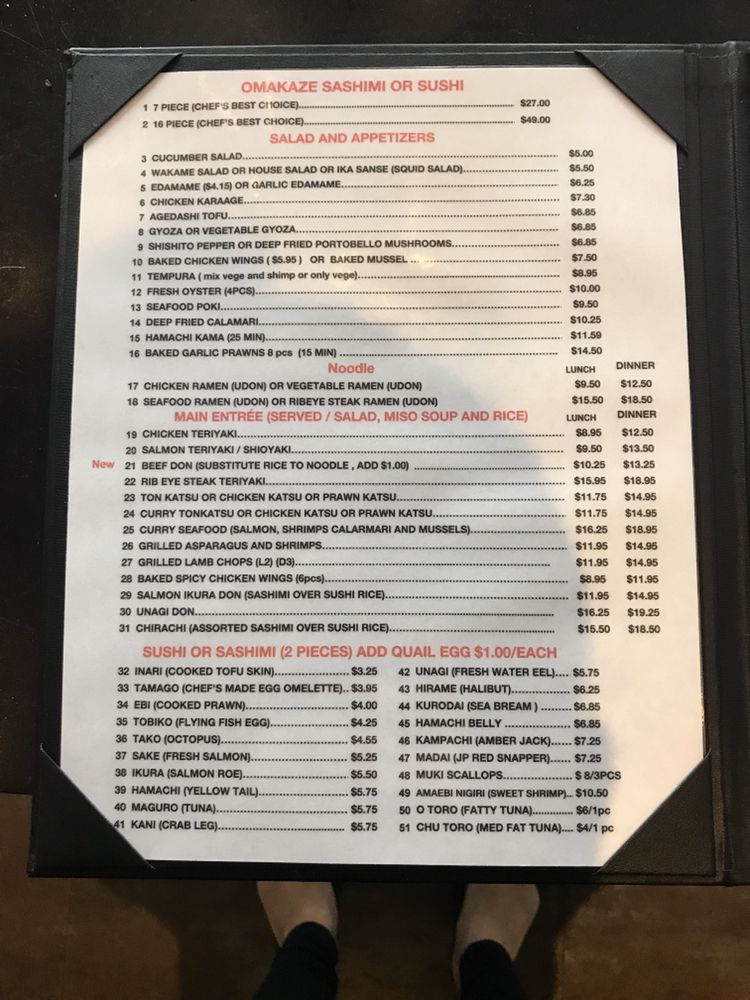 OMAKAZE SASHIMI OR SUSHI
1 7 PIECE (CHEF'S BEST CHOICE) $27.00
2 16 PIECE (CHEF'S BEST CHOICE) $49.00
SALAD AND APPETIZERS
3 CUCUMBER SALAD $5.00
4 WAKAME SALAD OR HOUSE SALAD OR IKA SANSE (SQUID SALAD) $5.50
5 EDAMAME ($4.15) OR GARLIC EDAMAME $6.25
6 CHICKEN KARAAGE $7.30
7 AGEDASHI TOFU $6.85
8 GYOZA OR VEGETABLE GYOZA $6.85
9 SHISHITO PEPPER OR DEEP FRIED PORTOBELLO MUSHROOMS $6.85
10 BAKED CHICKEN WINGS ( $5.95 ) OR BAKED MUSSEL $7.50
11 TEMPURA ( mix vege and shimp or only vege) $8.95
12 FRESH OYSTER (4PCS) $10.00
13 SEAFOOD POKI $9.50
14 DEEP FRIED CALAMARI $10.25
15 HAMACHI KAMA (25 MIN) $11.59
16 BAKED GARLIC PRAWNS 8 pcs (15 MIN) $14.50
Noodle LUNCH DINNER
17 CHICKEN RAMEN (UDON) OR VEGETABLE RAMEN (UDON) $9.50 $12.50
18 SEAFOOD RAMEN (UDON) OR RIBEYE STEAK RAMEN (UDON) $15.50 $18.50
MAIN ENTRÉE (SERVED / SALAD, MISO SOUP AND RICE) LUNCH DINNER
19 CHICKEN TERIYAKI $8.95 $12.50
20 SALMON TERIYAKI / SHIOYAKI $9.50 $13.50
New 21 BEEF DON (SUBSTITUTE RICE TO NOODLE , ADD $1.00) $10.25 $13.25
22 RIB EYE STEAK TERIYAKI $15.95 $18.95
23 TON KATSU OR CHICKEN KATSU OR PRAWN KATSU $11.75 $14.95
24 CURRY TONKATSU OR CHICKEN KATSU OR PRAWN KATSU $11.75 $14.95
25 CURRY SEAFOOD (SALMON, SHRIMPS CALARMARI AND MUSSELS) $16.25 $18.95
26 GRILLED ASPARAGUS AND SHRIMPS $11.95 $14.95
27 GRILLED LAMB CHOPS (L2) (D3) $11.95 $14.95
28 BAKED SPICY CHICKEN WINGS (6pcs) $8.95 $11.95
29 SALMON IKURA DON (SASHIMI OVER SUSHI RICE) $11.95 $14.95
30 UNAGI DON $16.25 $19.25
31 CHIRACHI (ASSORTED SASHIMI OVER SUSHI RICE) $15.50 $18.50
SUSHI OR SASHIMI (2 PIECES) ADD QUAIL EGG $1.00/EACH
32 INARI (COOKED TOFU SKIN) $3.25
33 TAMAGO (CHEF'S MADE EGG OMELETTE) $3.95
34 EBI (COOKED PRAWN) $4.00
35 TOBIKO (FLYING FISH EGG) $4.25
36 TAKO (OCTOPUS) $4.55
37 SAKE (FRESH SALMON) $5.25
38 IKURA (SALMON ROE) $5.50
39 HAMACHI (YELLOW TAIL) $5.75
40 MAGURO (TUNA) $5.75
41 KANI (CRAB LEG) $5.75
42 UNAGI (FRESH WATER EEL) $5.75
43 HIRAME (HALIBUT) $6.25
44 KURODAI (SEA BREAM ) $6.85
45 HAMACHI BELLY $6.85
46 KAMPACHI (AMBER JACK) $7.25
47 MADAI (JP RED SNAPPER) $7.25
48 MUKI SCALLOPS $ 8/3PCS
49 AMAEBI NIGIRI (SWEET SHRIMP) $10.50
50 O TORO (FATTY TUNA) $6/1pc
51 CHU TORO (MED FAT TUNA) $4/1 pc